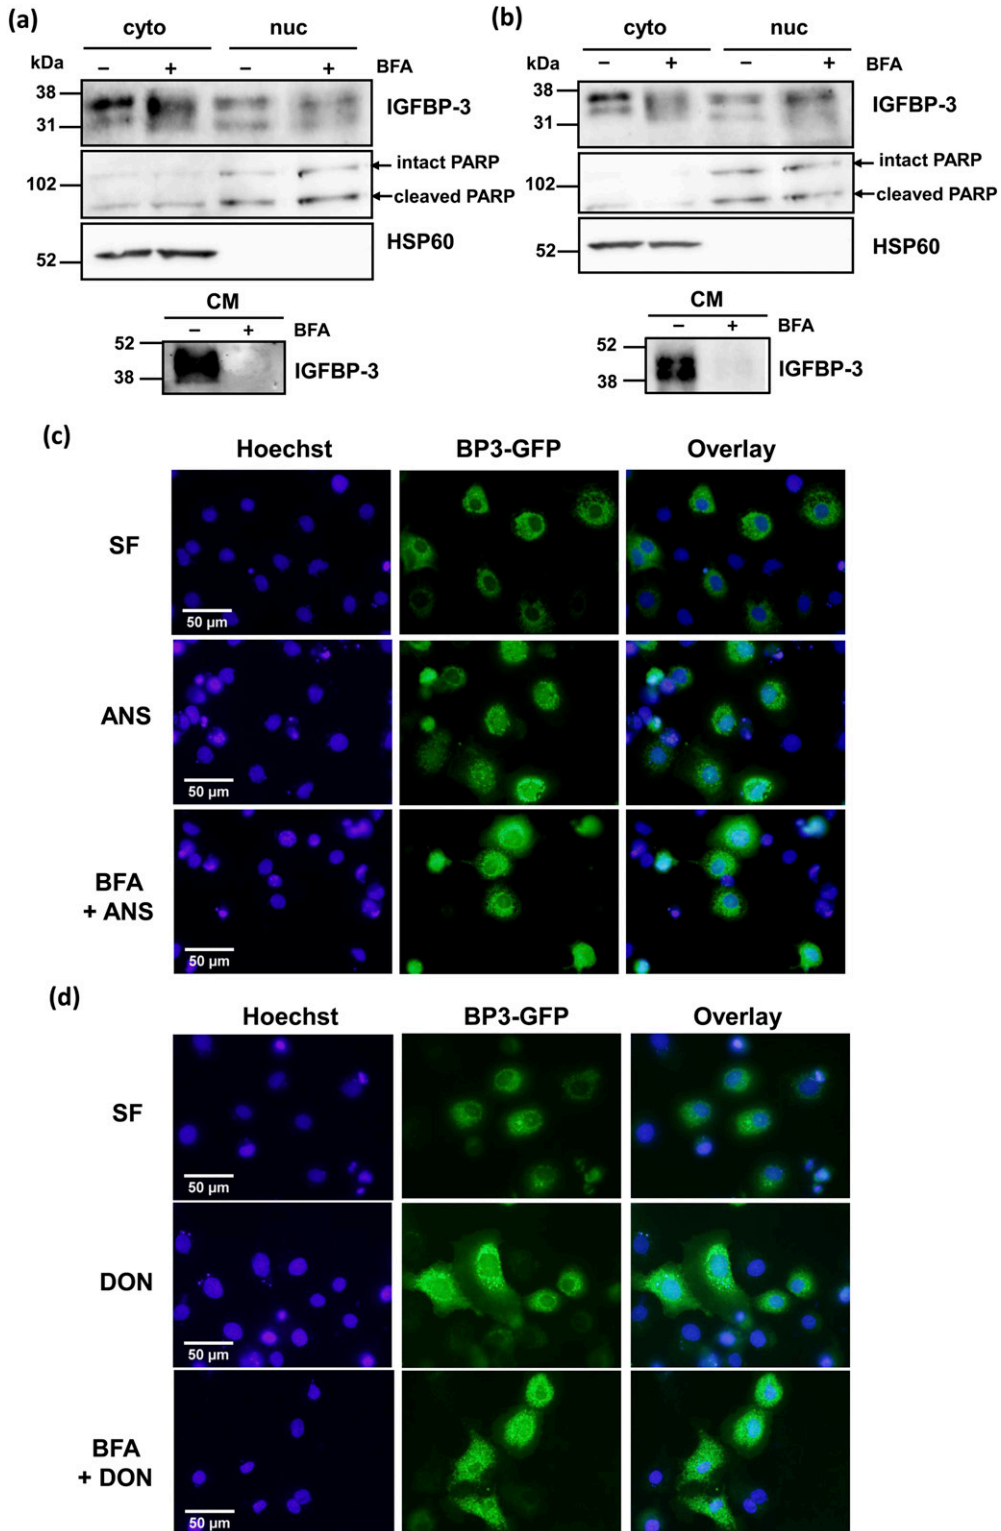 (a)
cyto nuc
kDa − + − + BFA
38
31
IGFBP-3
102
intact PARP
cleaved PARP
52
HSP60
CM
− + BFA
52
38
IGFBP-3
(b)
cyto nuc
kDa − + − + BFA
38
31
IGFBP-3
102
intact PARP
cleaved PARP
52
HSP60
CM
− + BFA
52
38
IGFBP-3
(c)
Hoechst BP3-GFP Overlay
SF
50 µm
ANS
50 µm
BFA
+ ANS
50 µm
(d)
Hoechst BP3-GFP Overlay
SF
50 µm
DON
50 µm
BFA
+ DON
50 µm